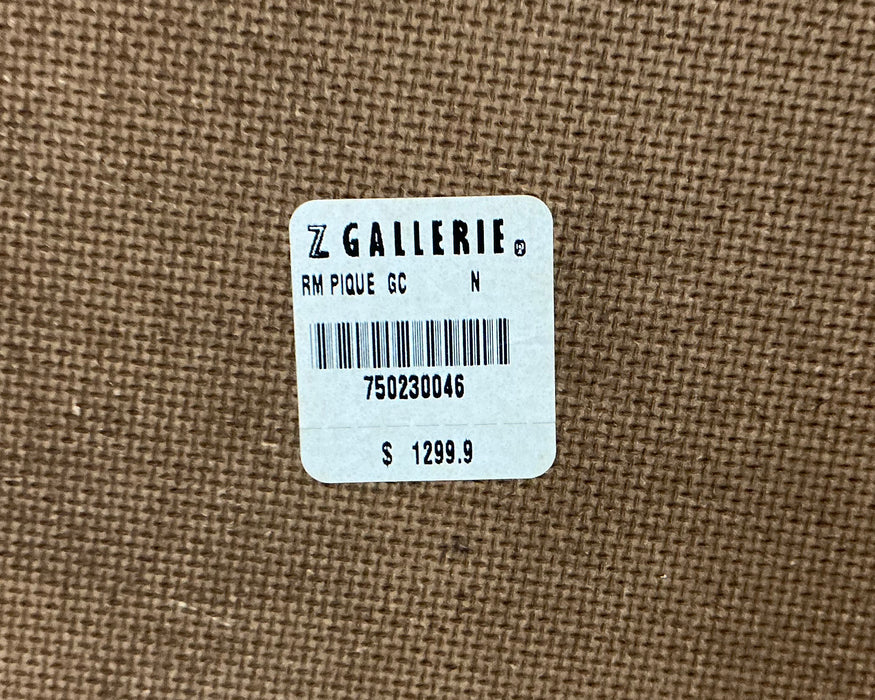 Z GALLERIE®
RM PIQUE GC N
750230046
$ 1299.9